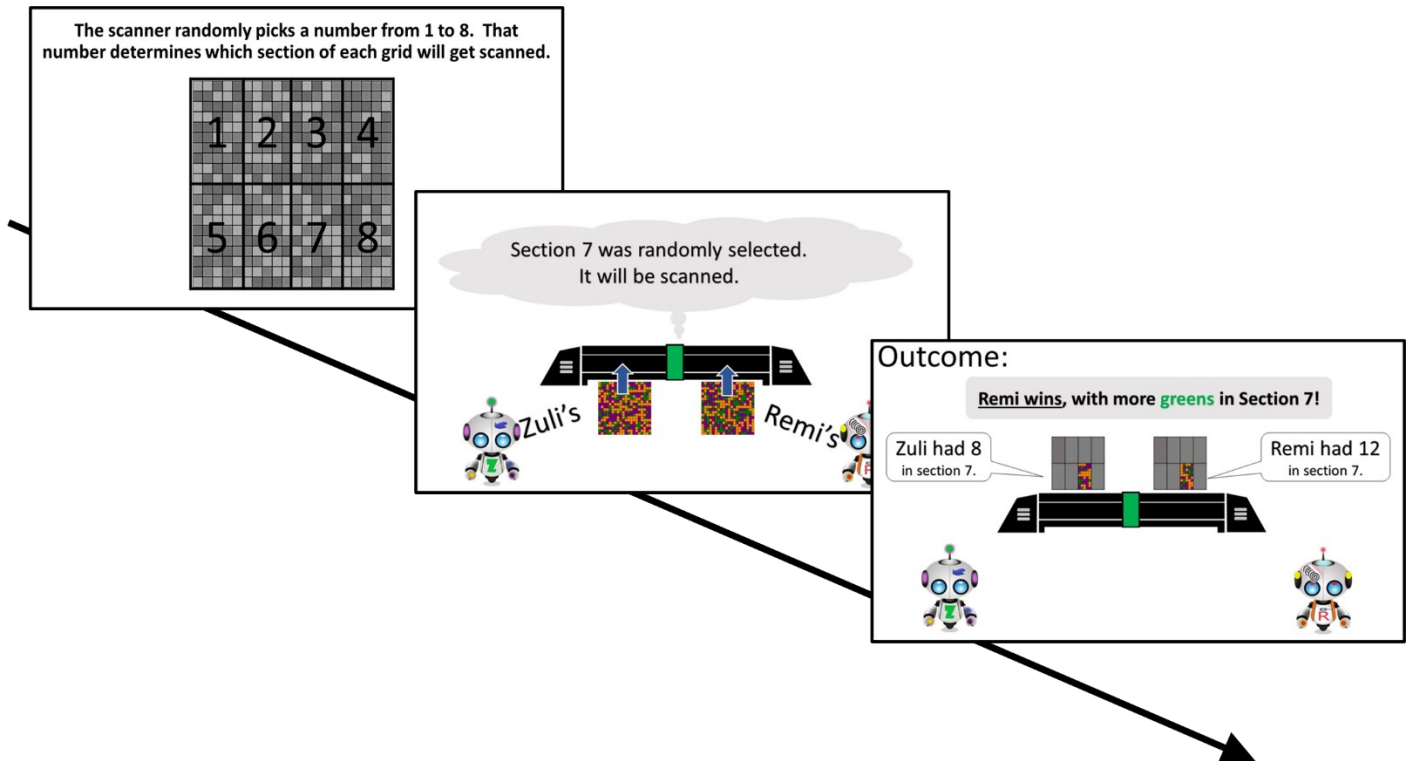 The scanner randomly picks a number from 1 to 8. That
number determines which section of each grid will get scanned.
1 2 3 4
5 6 7 8
Section 7 was randomly selected.
It will be scanned.
Zuli's
Remi's
Z
Outcome:
Remi wins, with more greens in Section 7!
Zuli had 8
in section 7.
Remi had 12
in section 7.
Z
R